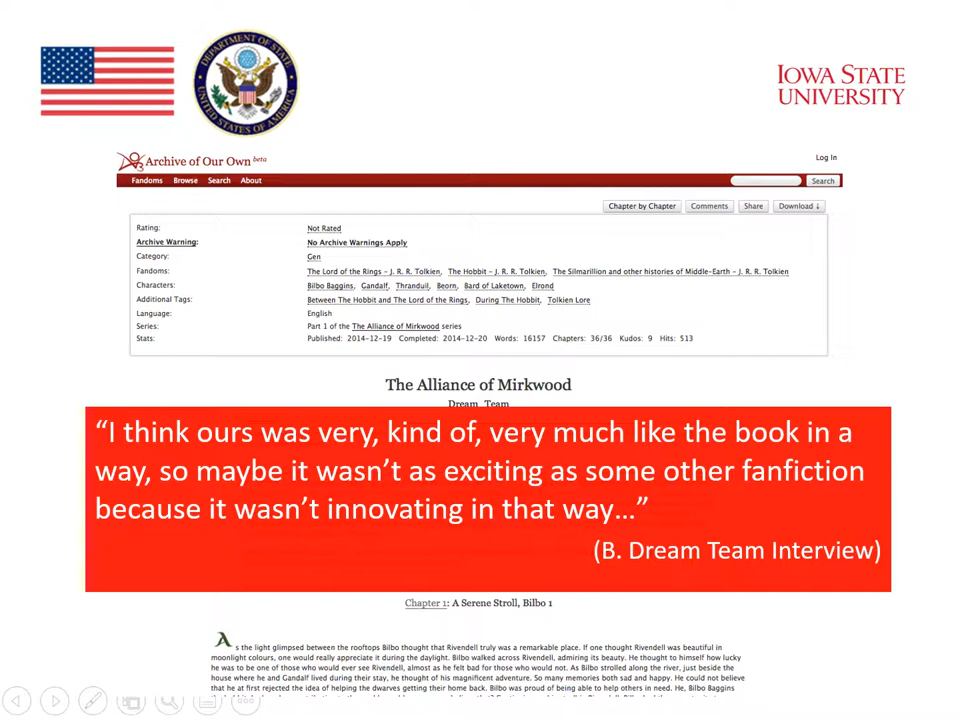 DEPARTMENT OF STATE
UNITED STATES OF AMERICA
IOWA STATE
UNIVERSITY
Archive of Our Own beta
Log In
Fandoms Browse Search About
Search
Chapter by Chapter Comments Share Download ↓
Rating: Not Rated
Archive Warning: No Archive Warnings Apply
Category: Gen
Fandoms: The Lord of the Rings - J. R. R. Tolkien, The Hobbit - J. R. R. Tolkien, The Silmarillion and other histories of Middle-Earth - J. R. R. Tolkien
Characters: Bilbo Baggins, Gandalf, Thranduil, Beorn, Bard of Laketown, Elrond
Additional Tags: Between The Hobbit and The Lord of the Rings, During The Hobbit, Tolkien Lore
Language: English
Series: Part 1 of the The Alliance of Mirkwood series
Stats: Published: 2014-12-19 Completed: 2014-12-20 Words: 16157 Chapters: 36/36 Kudos: 9 Hits: 513
The Alliance of Mirkwood
Dream_Team
“I think ours was very, kind of, very much like the book in a
way, so maybe it wasn’t as exciting as some other fanfiction
because it wasn’t innovating in that way…”
(B. Dream Team Interview)
Chapter 1: A Serene Stroll, Bilbo 1
As the light glimpsed between the rooftops Bilbo thought that Rivendell truly was a remarkable place. If one thought Rivendell was beautiful in
moonlight colours, one would really appreciate it during the daylight. Bilbo walked across Rivendell, admiring its beauty. He thought to himself how lucky
he was to be one of those who would ever see Rivendell, almost as he felt bad for those who would not. As Bilbo strolled along the river, just beside the
house where he and Gandalf lived during their stay, he thought of his magnificent adventure. So many memories both sad and happy. He could not believe
that he at first rejected the idea of helping the dwarves getting their home back. Bilbo was proud of being able to help others in need. He, Bilbo Baggins